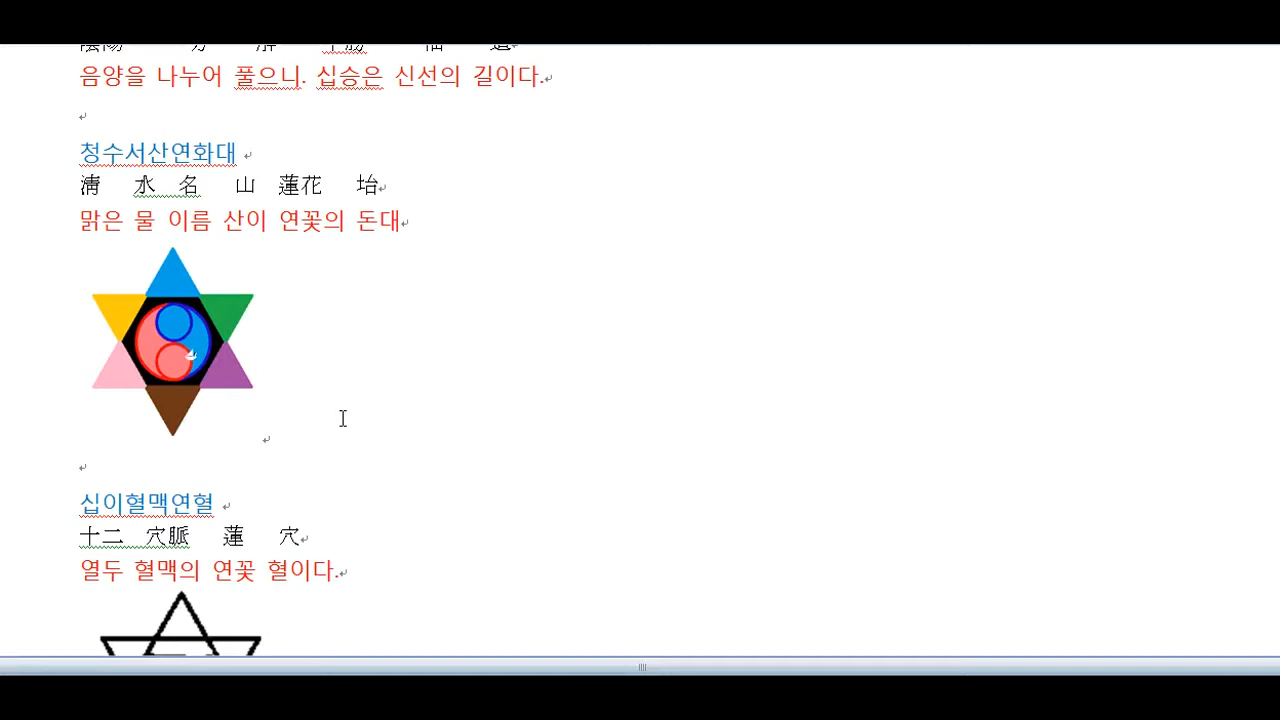 음양을 나누어 풀으니. 십승은 신선의 길이다.
청수서산연화대
淸 水 名 山 蓮花 坮
맑은 물 이름 산이 연꽃의 돈대
십이혈맥연혈
十二 穴脈 蓮 穴
열두 혈맥의 연꽃 혈이다.